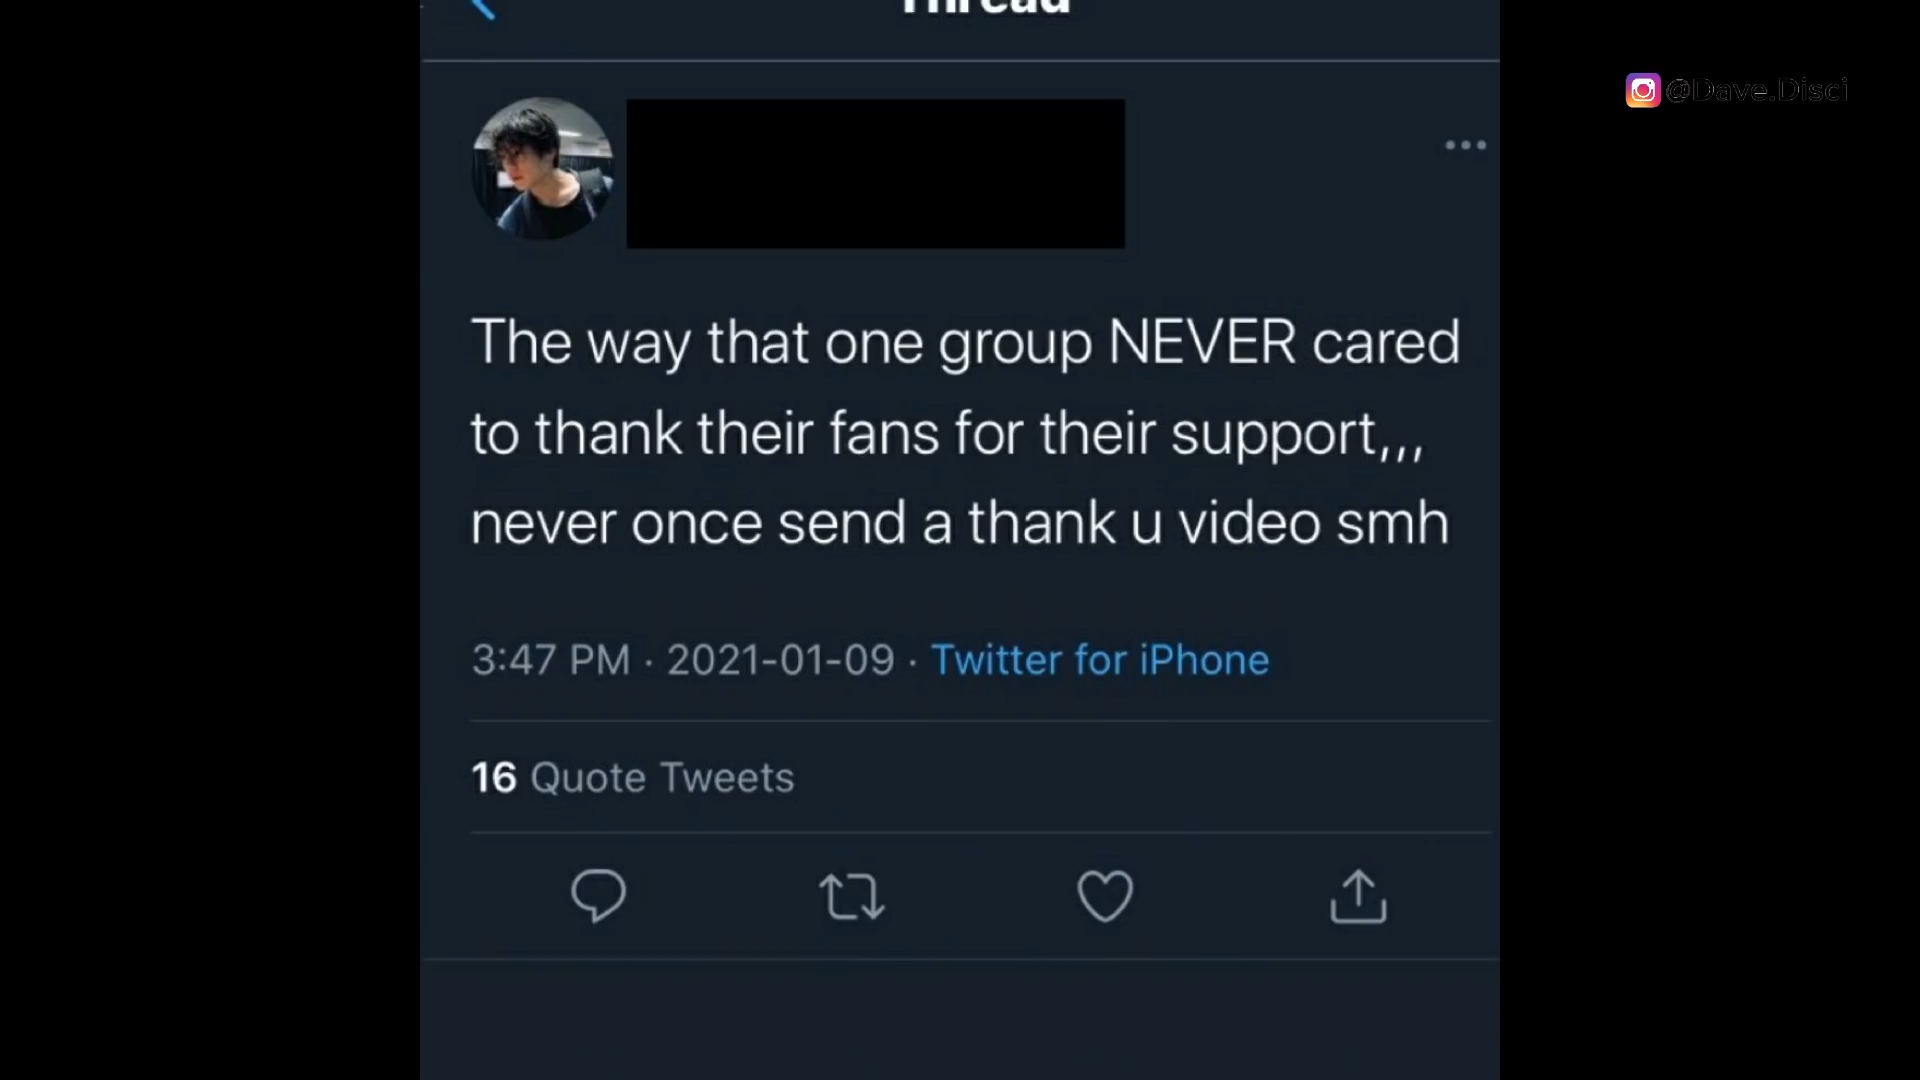 Thread
@Dave.Disci
The way that one group NEVER cared
to thank their fans for their support,,,
never once send a thank u video smh
3:47 PM · 2021-01-09 · Twitter for iPhone
16 Quote Tweets